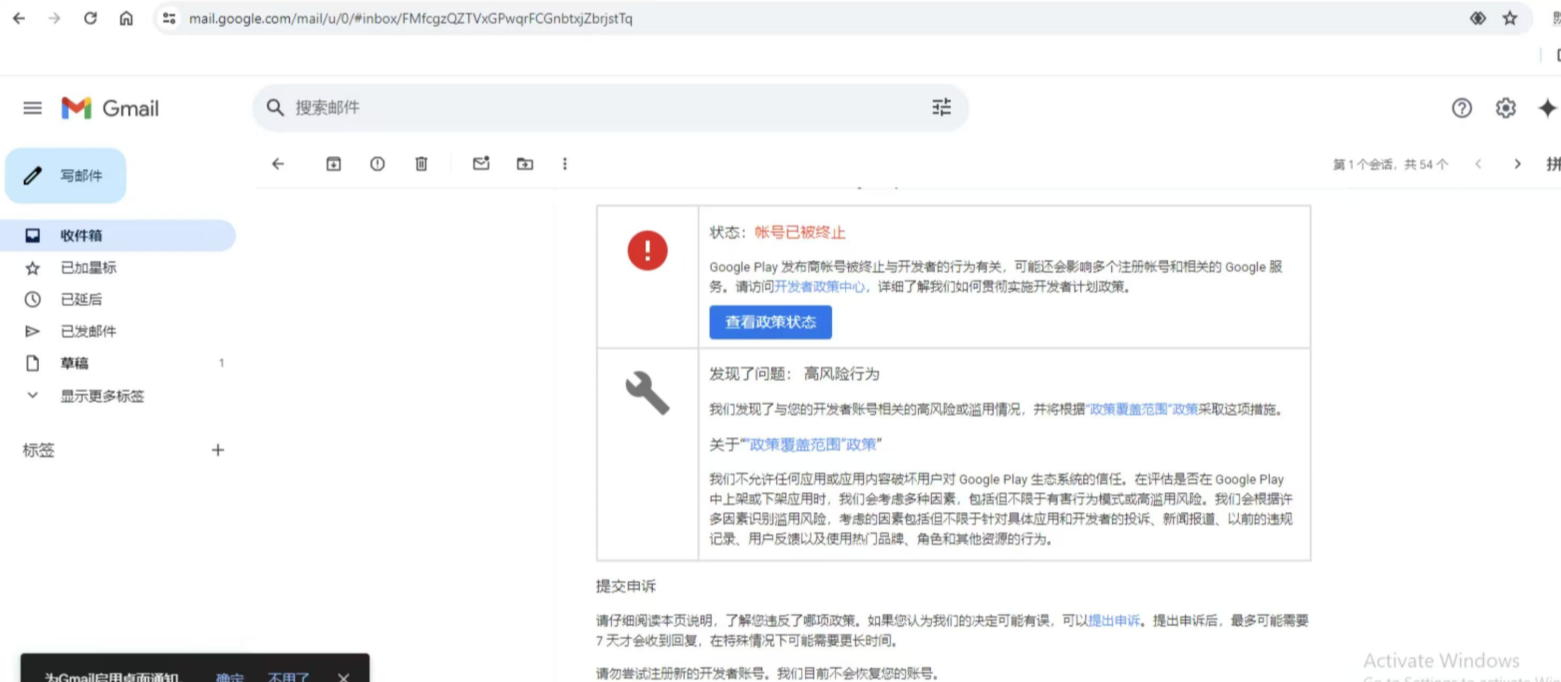 mail.google.com/mail/u/0/#inbox/FMfcgzQZTVxGPwqrFCGnbtxjZbrjstTq
Gmail
搜索邮件
写邮件
第 1 个会话，共 54 个
拼
收件箱
已加星标
已延后
已发邮件
草稿
1
显示更多标签
标签
状态：帐号已被终止
Google Play 发布商帐号被终止与开发者的行为有关，可能还会影响多个注册帐号和相关的 Google 服
务。请访问开发者政策中心，详细了解我们如何贯彻实施开发者计划政策。
查看政策状态
发现了问题： 高风险行为
我们发现了与您的开发者账号相关的高风险或滥用情况，并将根据“政策覆盖范围”政策采取这项措施。
关于“"政策覆盖范围"政策”
我们不允许任何应用或应用内容破坏用户对 Google Play 生态系统的信任。在评估是否在 Google Play
中上架或下架应用时，我们会考虑多种因素，包括但不限于有害行为模式或高滥用风险。我们会根据许
多因素识别滥用风险，考虑的因素包括但不限于针对具体应用和开发者的投诉、新闻报道、以前的违规
记录、用户反馈以及使用热门品牌、角色和其他资源的行为。
提交申诉
请仔细阅读本页说明，了解您违反了哪项政策。如果您认为我们的决定可能有误，可以提出申诉。提出申诉后，最多可能需要
7 天才会收到回复，在特殊情况下可能需要更长时间。
请勿尝试注册新的开发者账号。我们目前不会恢复您的账号。
为Gmail启用桌面通知
确定
不用了
Activate Windows
Go to Settings to activate Win